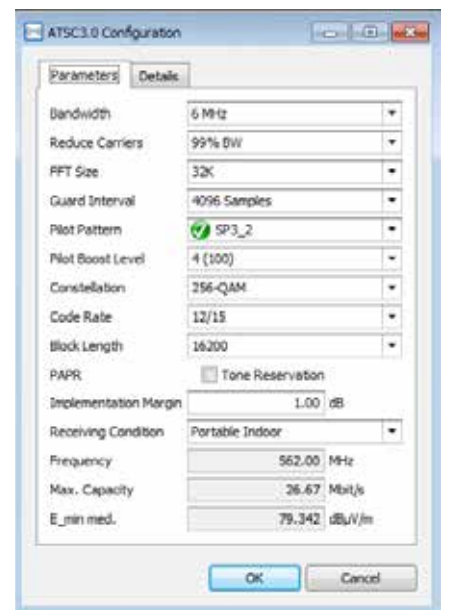 ATSC3.0 Configuration
Parameters Details
Bandwidth 6 MHz
Reduce Carriers 99% BW
FFT Size 32K
Guard Interval 4096 Samples
Pilot Pattern SP3_2
Pilot Boost Level 4 (100)
Constellation 256-QAM
Code Rate 12/15
Block Length 16200
PAPR Tone Reservation
Implementation Margin 1.00 dB
Receiving Condition Portable Indoor
Frequency 562.00 MHz
Max. Capacity 26.67 Mbit/s
E_min med. 79.342 dBµV/m
OK Cancel